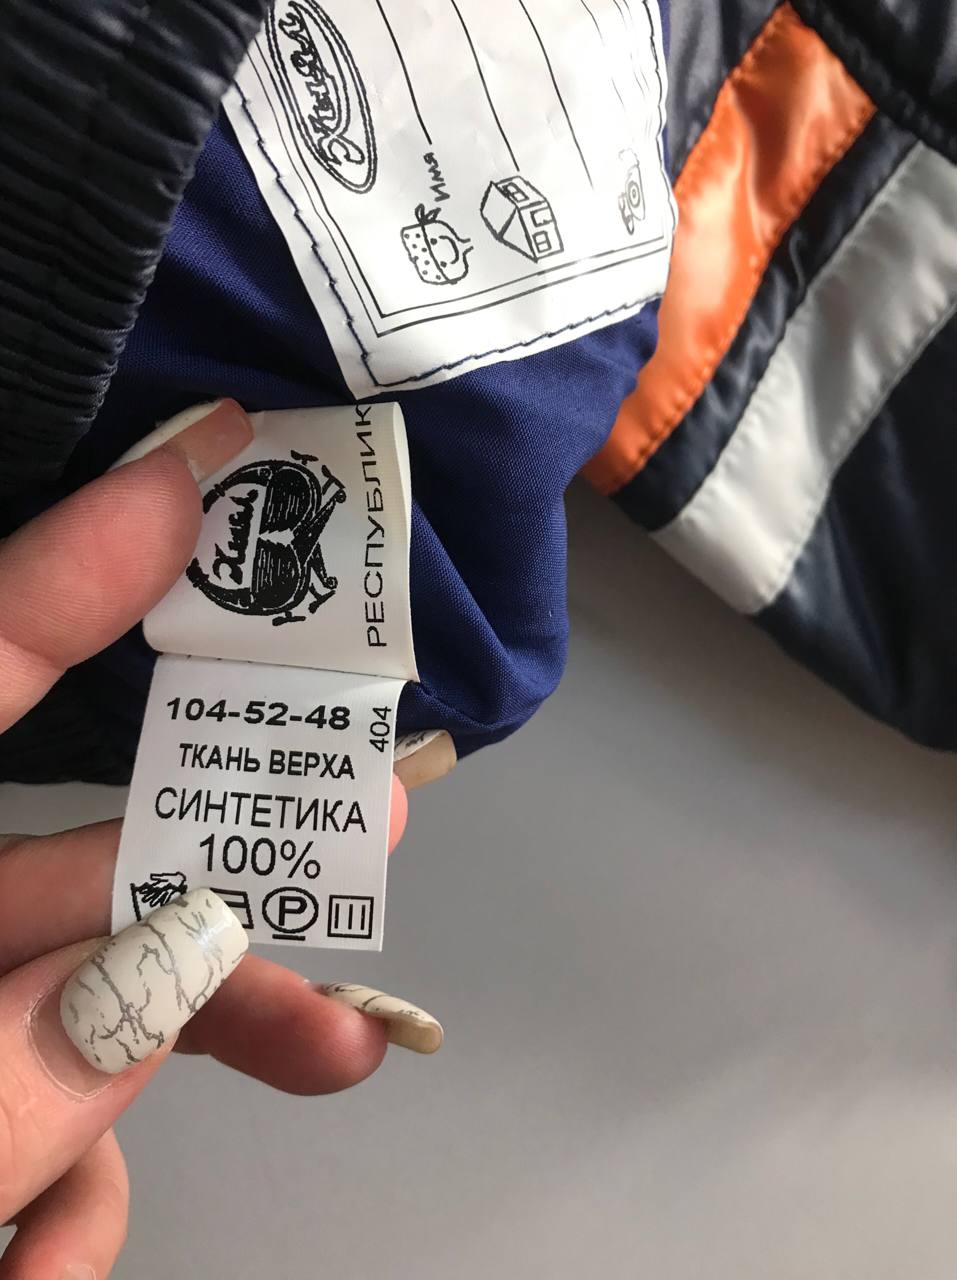 Имя
РЕСПУБЛИК
104-52-48
404
ТКАНЬ ВЕРХА
СИНТЕТИКА
100%
P